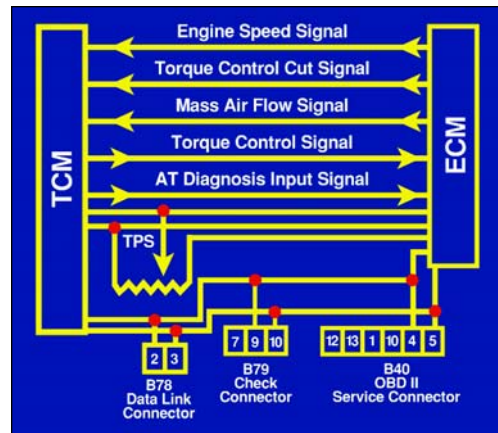 Engine Speed Signal
Torque Control Cut Signal
Mass Air Flow Signal
Torque Control Signal
AT Diagnosis Input Signal
TCM
ECM
TPS
2 3
7 9 10
12 13 1 10 4 5
B78
Data Link
Connector
B79
Check
Connector
B40
OBD II
Service Connector